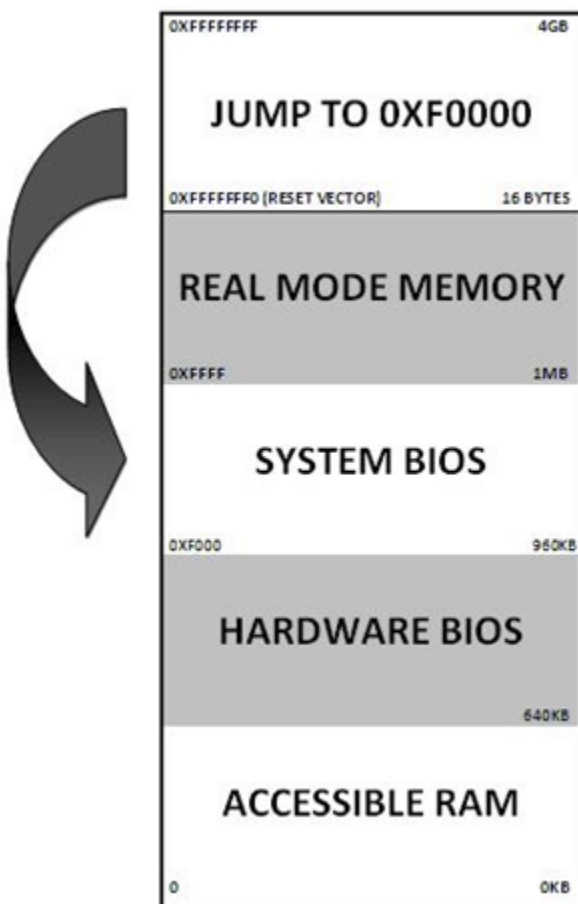 0XFFFFFFFF 4GB
JUMP TO 0XF0000
0XFFFFFFFF0 (RESET VECTOR) 16 BYTES
REAL MODE MEMORY
0XFFFF 1MB
SYSTEM BIOS
0XF000 960KB
HARDWARE BIOS
640KB
ACCESSIBLE RAM
0 0KB